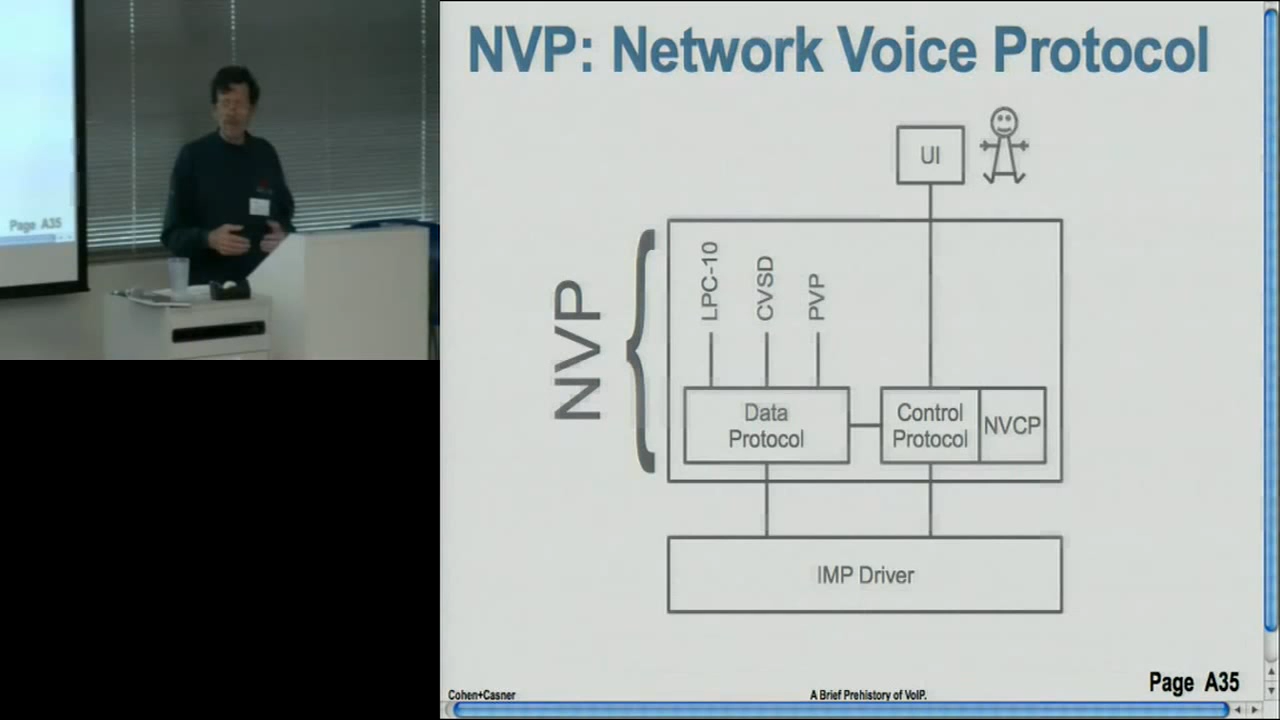 Page A35
NVP: Network Voice Protocol
UI
NVP
LPC-10
CVSD
PVP
Data
Protocol
Control
Protocol
NVCP
IMP Driver
Page A35
Cohen+Casner
A Brief Prehistory of VoIP.